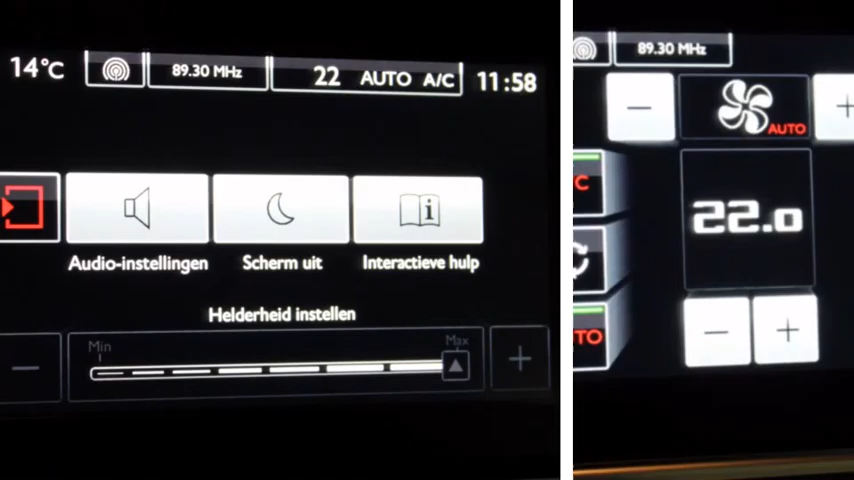 14°C 89.30 MHz 22 AUTO A/C 11:58
Audio-instellingen Scherm uit Interactieve hulp
Helderheid instellen
Min Max
89.30 MHz
AUTO
C
22.0
TO